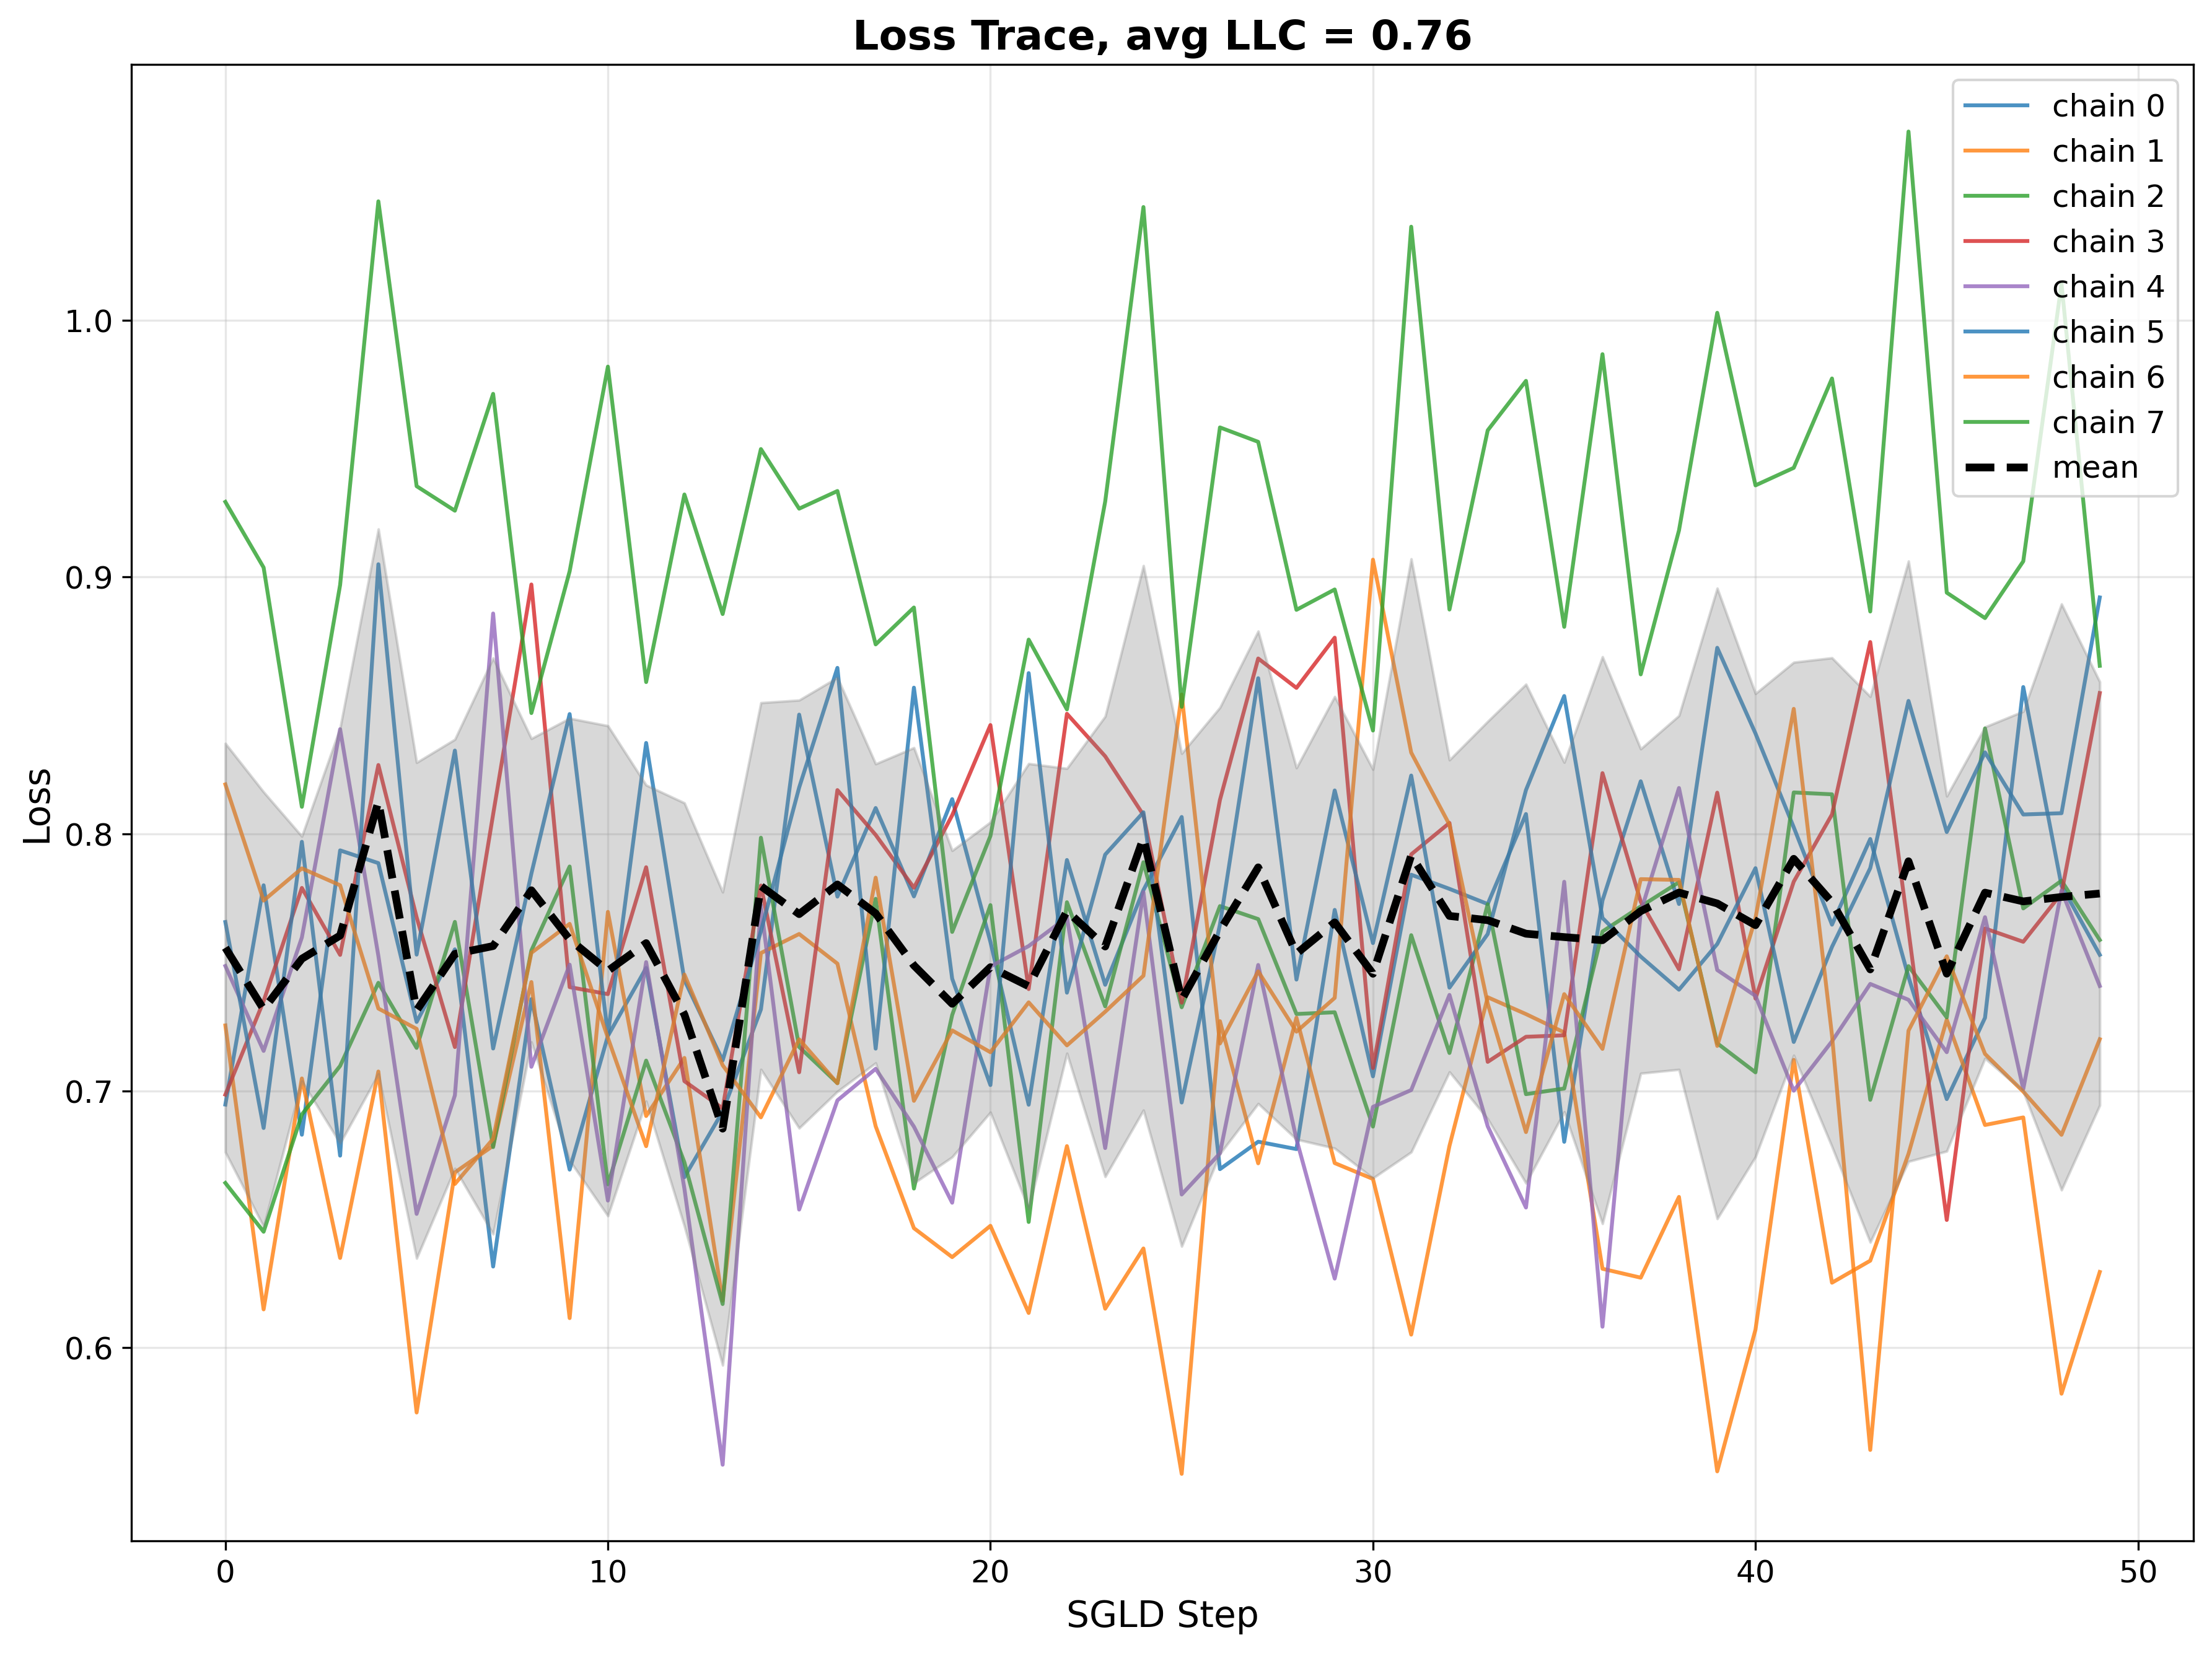 Loss Trace, avg LLC = 0.76
chain 0
chain 1
chain 2
chain 3
chain 4
chain 5
chain 6
chain 7
mean
Loss
1.0
0.9
0.8
0.7
0.6
0 10 20 30 40 50
SGLD Step